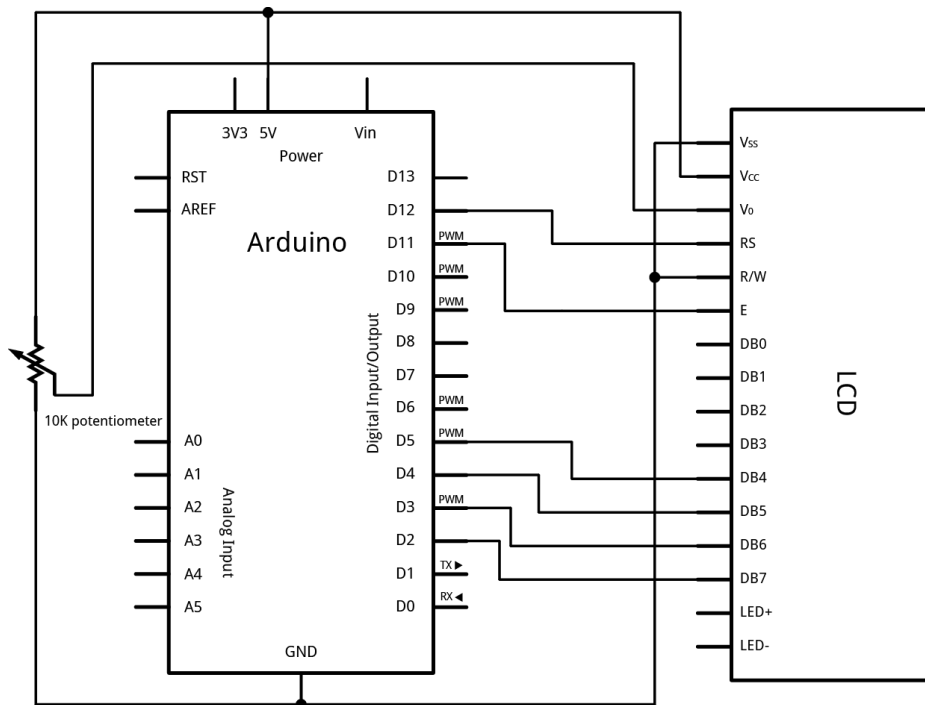 3V3 5V Vin
Power
RST
AREF
Arduino
D13
D12
D11 PWM
D10 PWM
D9 PWM
D8
D7
D6 PWM
D5 PWM
D4
D3 PWM
D2
D1 TX ▶
D0 RX ◀
Digital Input/Output
10K potentiometer
A0
A1
A2
A3
A4
A5
Analog Input
GND
Vss
Vcc
V0
RS
R/W
E
DB0
DB1
DB2
DB3
DB4
DB5
DB6
DB7
LED+
LED-
LCD